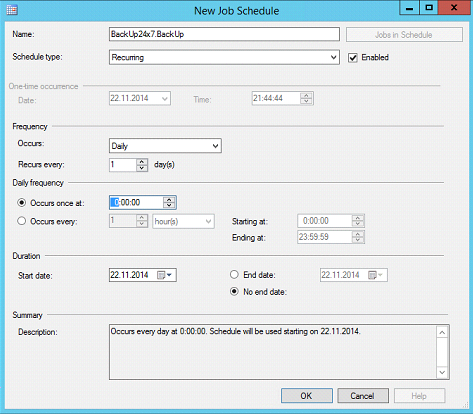 New Job Schedule
Name: BackUp24x7.BackUp Jobs in Schedule
Schedule type: Recurring Enabled
One-time occurrence
Date: 22.11.2014 Time: 21:44:44
Frequency
Occurs: Daily
Recurs every: 1 day(s)
Daily frequency
Occurs once at: 0:00:00
Occurs every: 1 hour(s) Starting at: 0:00:00
Ending at: 23:59:59
Duration
Start date: 22.11.2014 End date: 22.11.2014
No end date:
Summary
Description: Occurs every day at 0:00:00. Schedule will be used starting on 22.11.2014.
OK Cancel Help